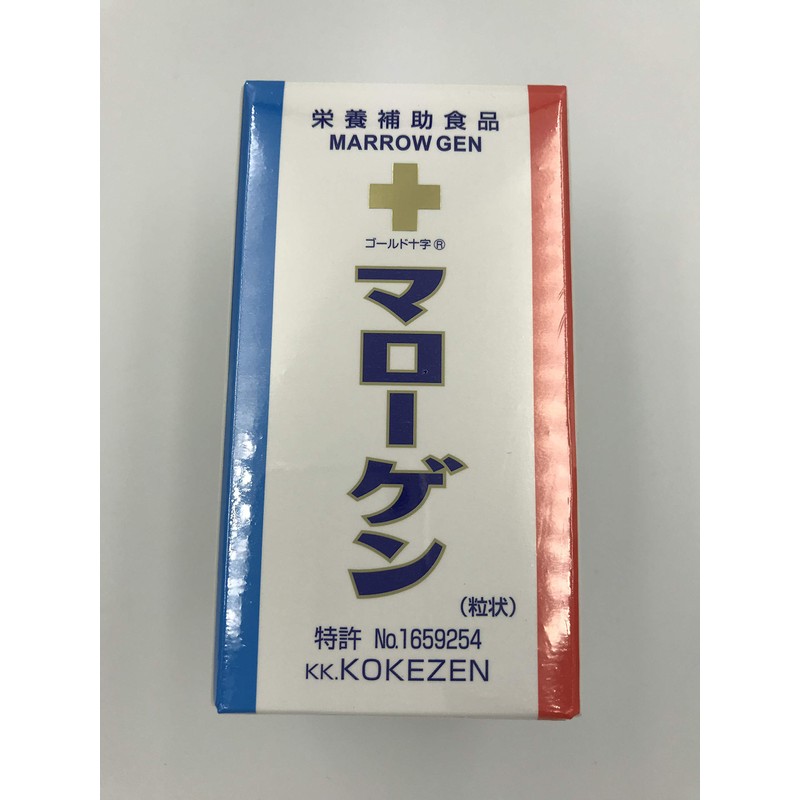 栄養補助食品
MARROW GEN
ゴールド十字®
マローゲン
(粒状)
特許 No.1659254
KK.KOKEZEN